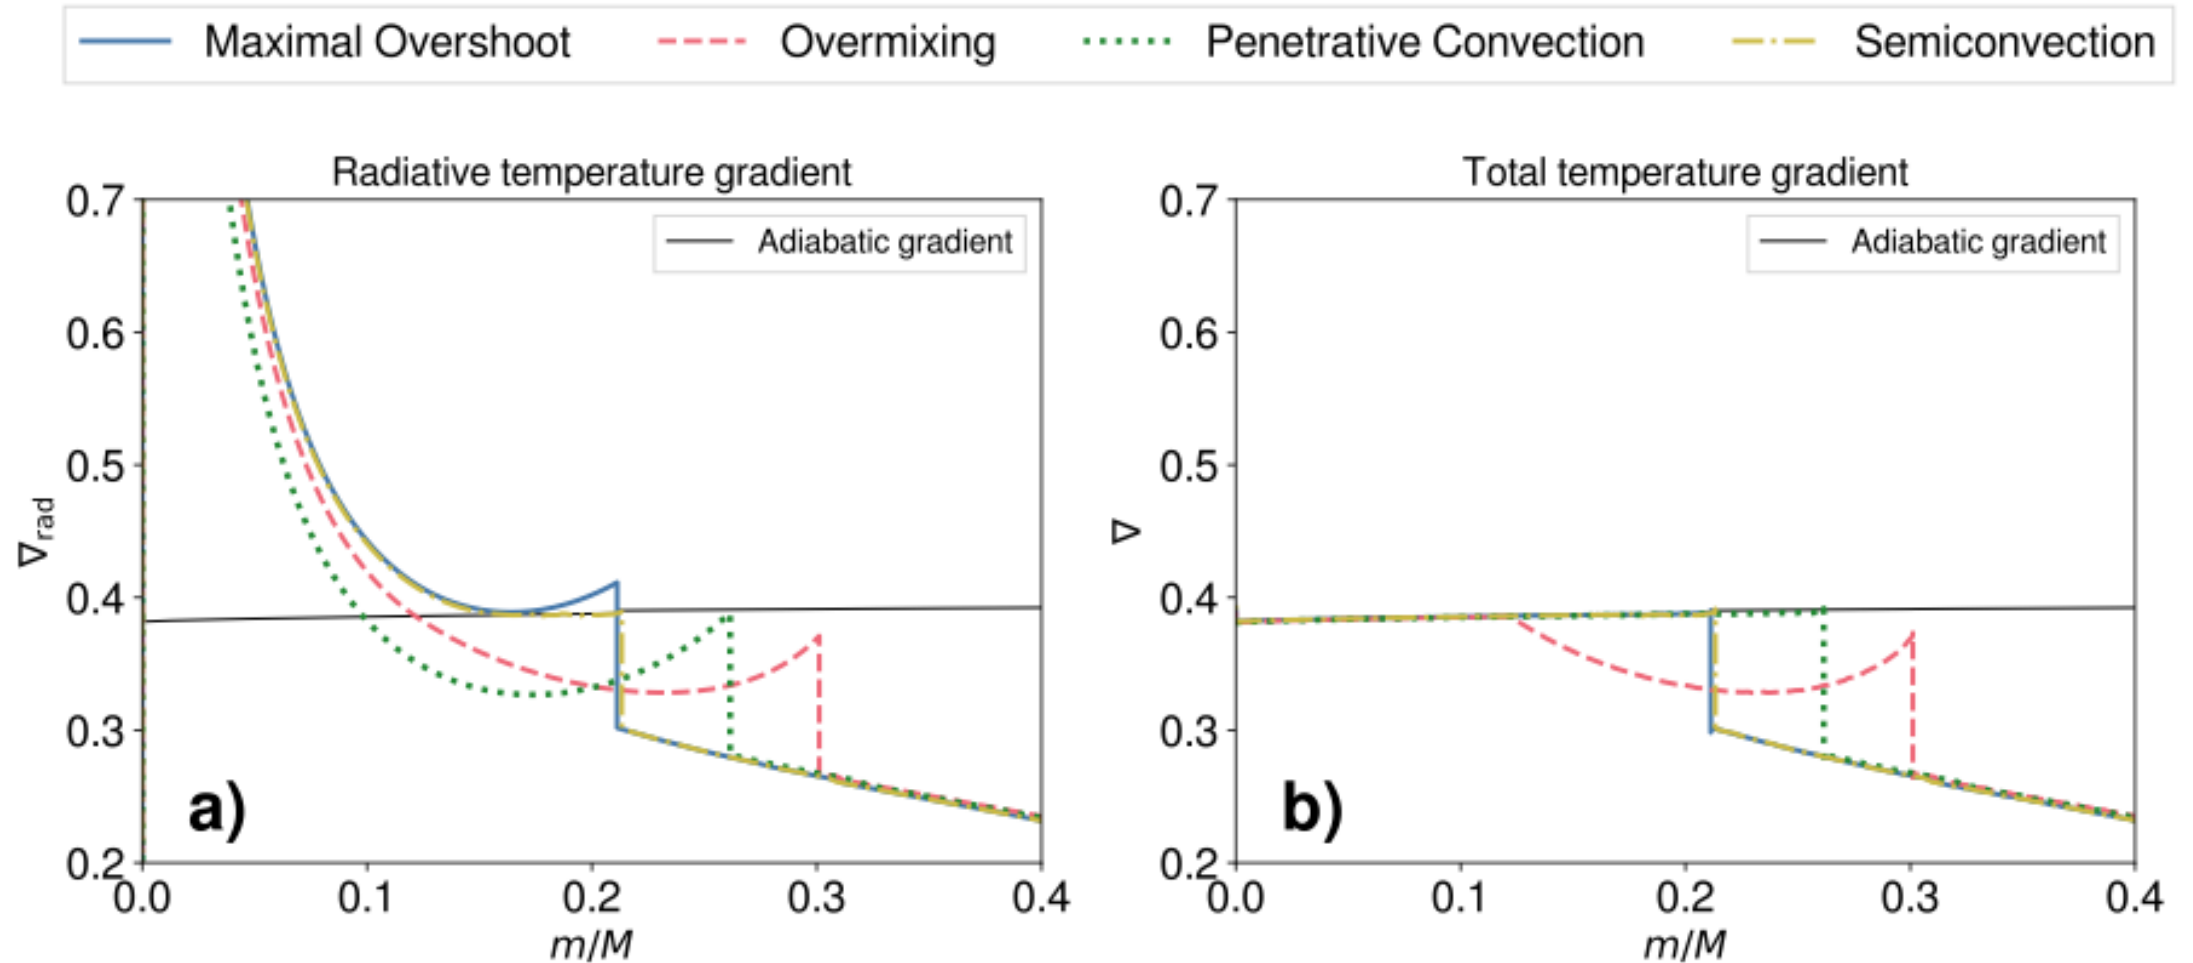 Maximal Overshoot Overmixing Penetrative Convection Semiconvection
Radiative temperature gradient
Adiabatic gradient
0.7
0.6
0.5
0.4
0.3
0.2
∇rad
a)
0.0 0.1 0.2 0.3 0.4
m/M
Total temperature gradient
Adiabatic gradient
0.7
0.6
0.5
0.4
0.3
0.2
∇
b)
0.0 0.1 0.2 0.3 0.4
m/M